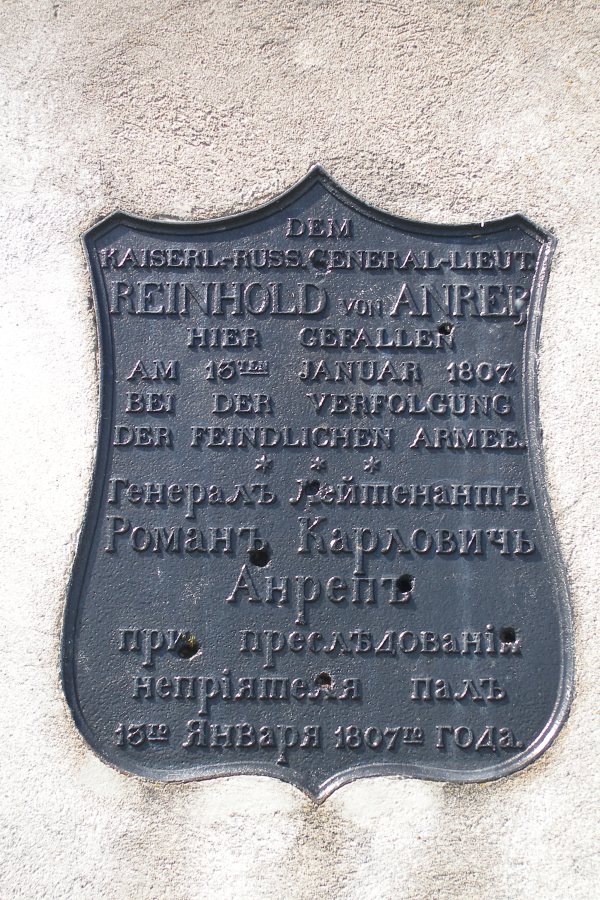 DEM
KAISERL.-RUSS. GENERAL-LIEUT.
REINHOLD VON ANREP
HIER GEFALLEN
AM 13TEN JANUAR 1807.
BEI DER VERFOLGUNG
DER FEINDLICHEN ARMEE.
* * *
Генералъ Лейтенантъ
Романъ Карловичь
Анрепъ
при преслѣдованіи
непріятеля палъ
13го Января 1807го года.